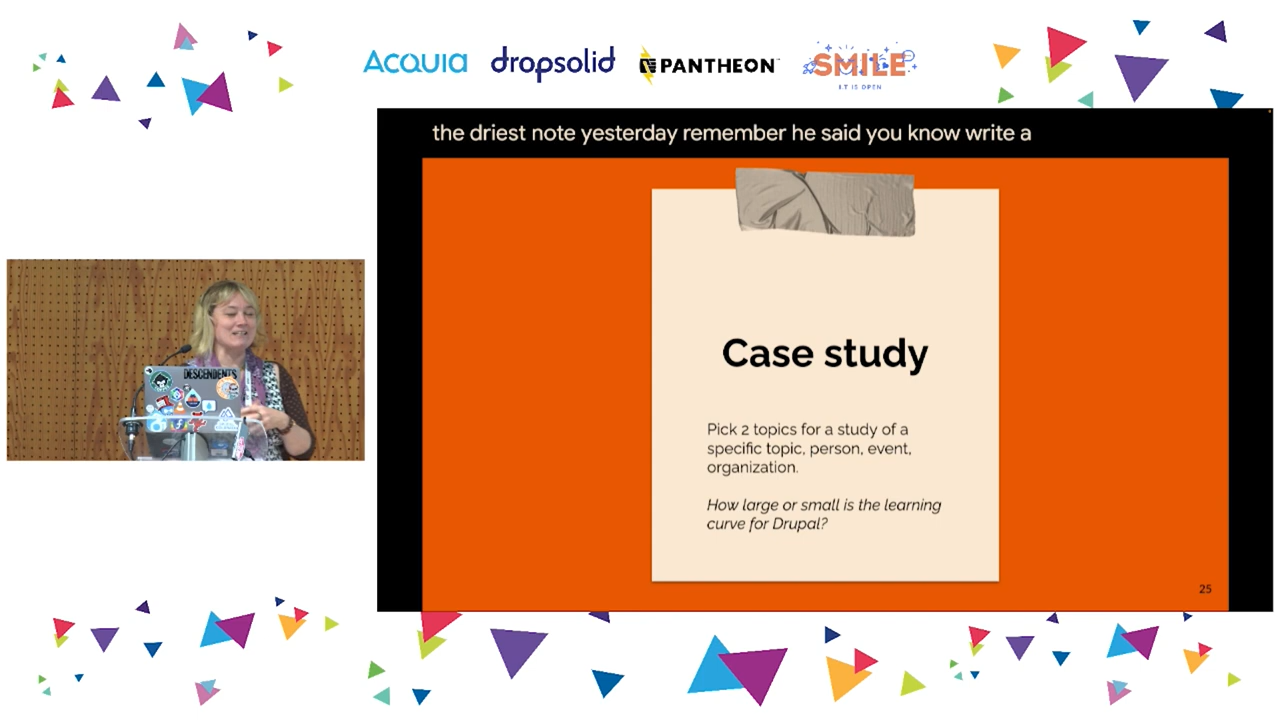 ACQUIA dropsolid PANTHEON SMILE
I.T IS OPEN
the driest note yesterday remember he said you know write a
DESCENDENTS
Case study
Pick 2 topics for a study of a
specific topic, person, event,
organization.
How large or small is the learning
curve for Drupal?
25